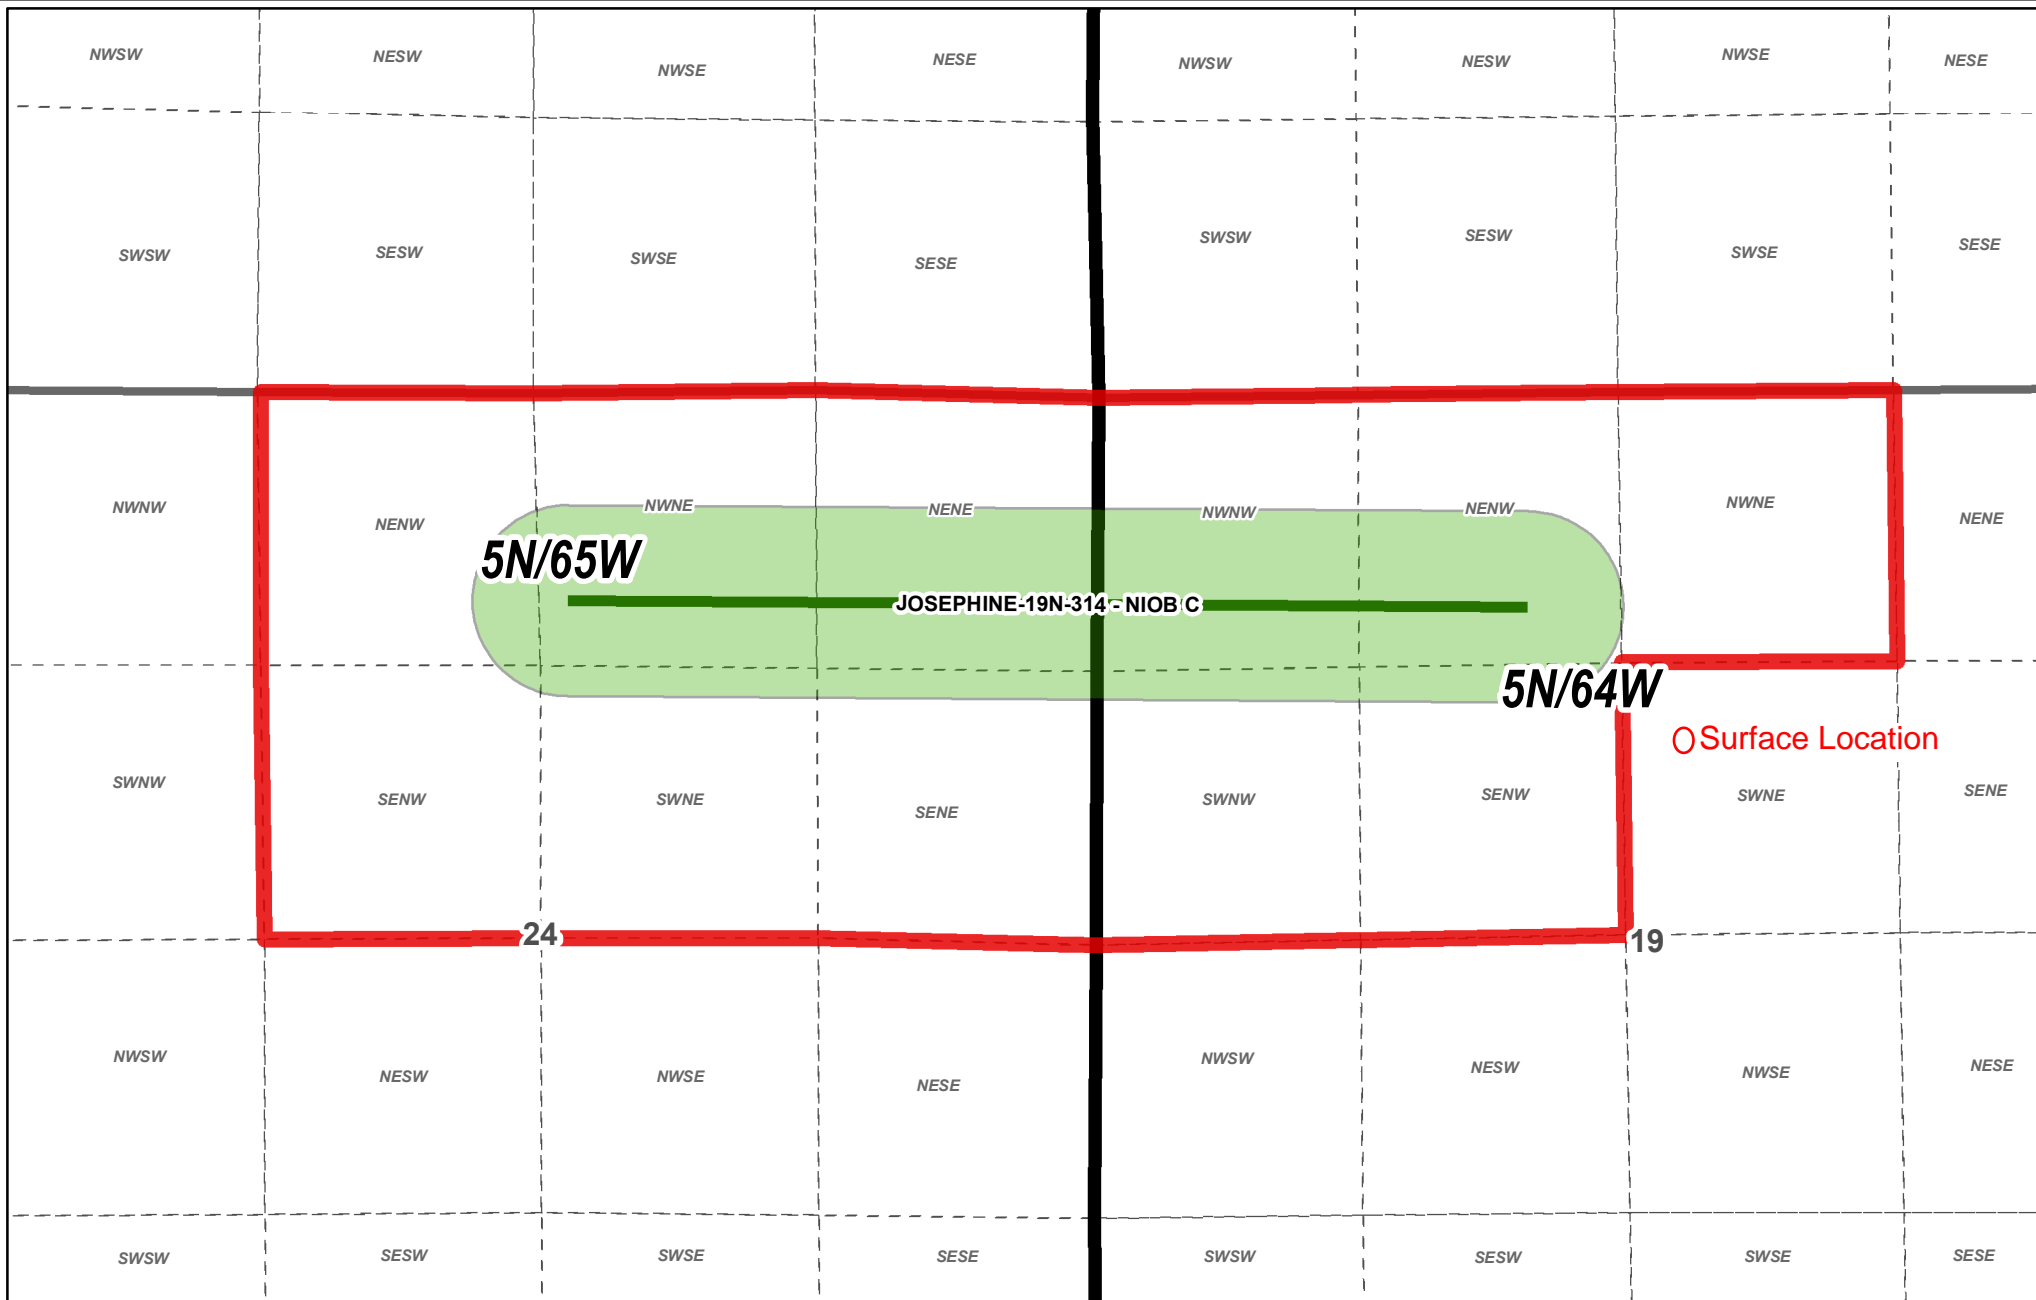 NWSW NESW NWSE NESE NWSW NESW NWSE NESE
SWSW SESW SWSE SESE SWSW SESW SWSE SESE
NWNW NENW NWNE NENE NWNW NENW NWNE NENE
5N/65W
JOSEPHINE-19N-314 - NIOB C
5N/64W
Surface Location
SWNW SENW SWNE SENE SWNW SENW SWNE SENE
24 19
NWSW NESW NWSE NESE NWSW NESW NWSE NESE
SWSW SESW SWSE SESE SWSW SESW SWSE SESE